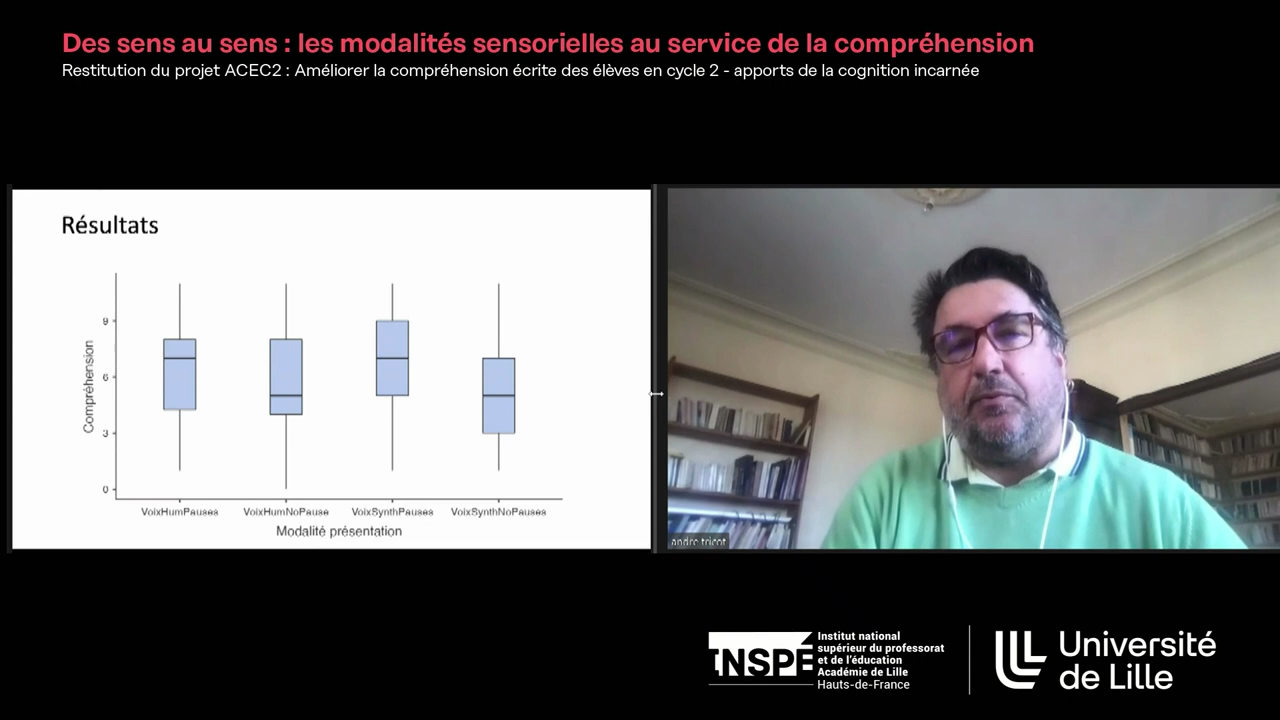 Des sens au sens : les modalités sensorielles au service de la compréhension
Restitution du projet ACEC2 : Améliorer la compréhension écrite des élèves en cycle 2 - apports de la cognition incarnée
Résultats
9
6
3
0
Compréhension
VoixHumPauses VoixHumNoPause VoixSynthPauses VoixSynthNoPauses
Modalité présentation
andre tricot
INSPÉ
Institut national
supérieur du professorat
et de l'éducation
Académie de Lille
Hauts-de-France
Université
de Lille